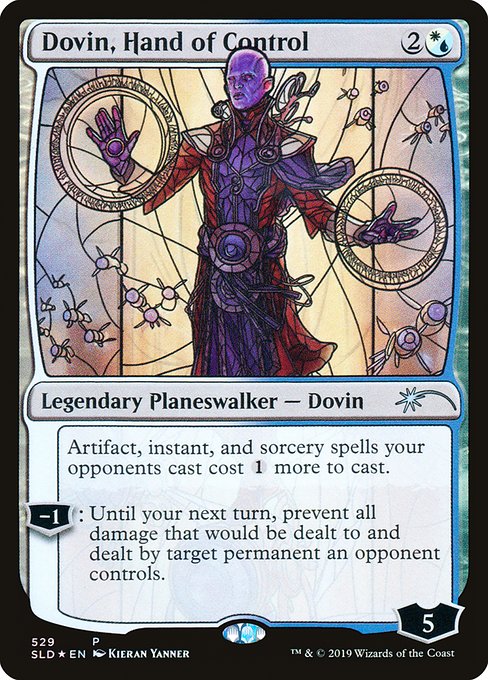 Dovin, Hand of Control 2
Legendary Planeswalker — Dovin
Artifact, instant, and sorcery spells your
opponents cast cost 1 more to cast.
−1: Until your next turn, prevent all
damage that would be dealt to and
dealt by target permanent an opponent
controls.
5
529 P
SLD★EN Kieran Yanner
™ & © 2019 Wizards of the Coast